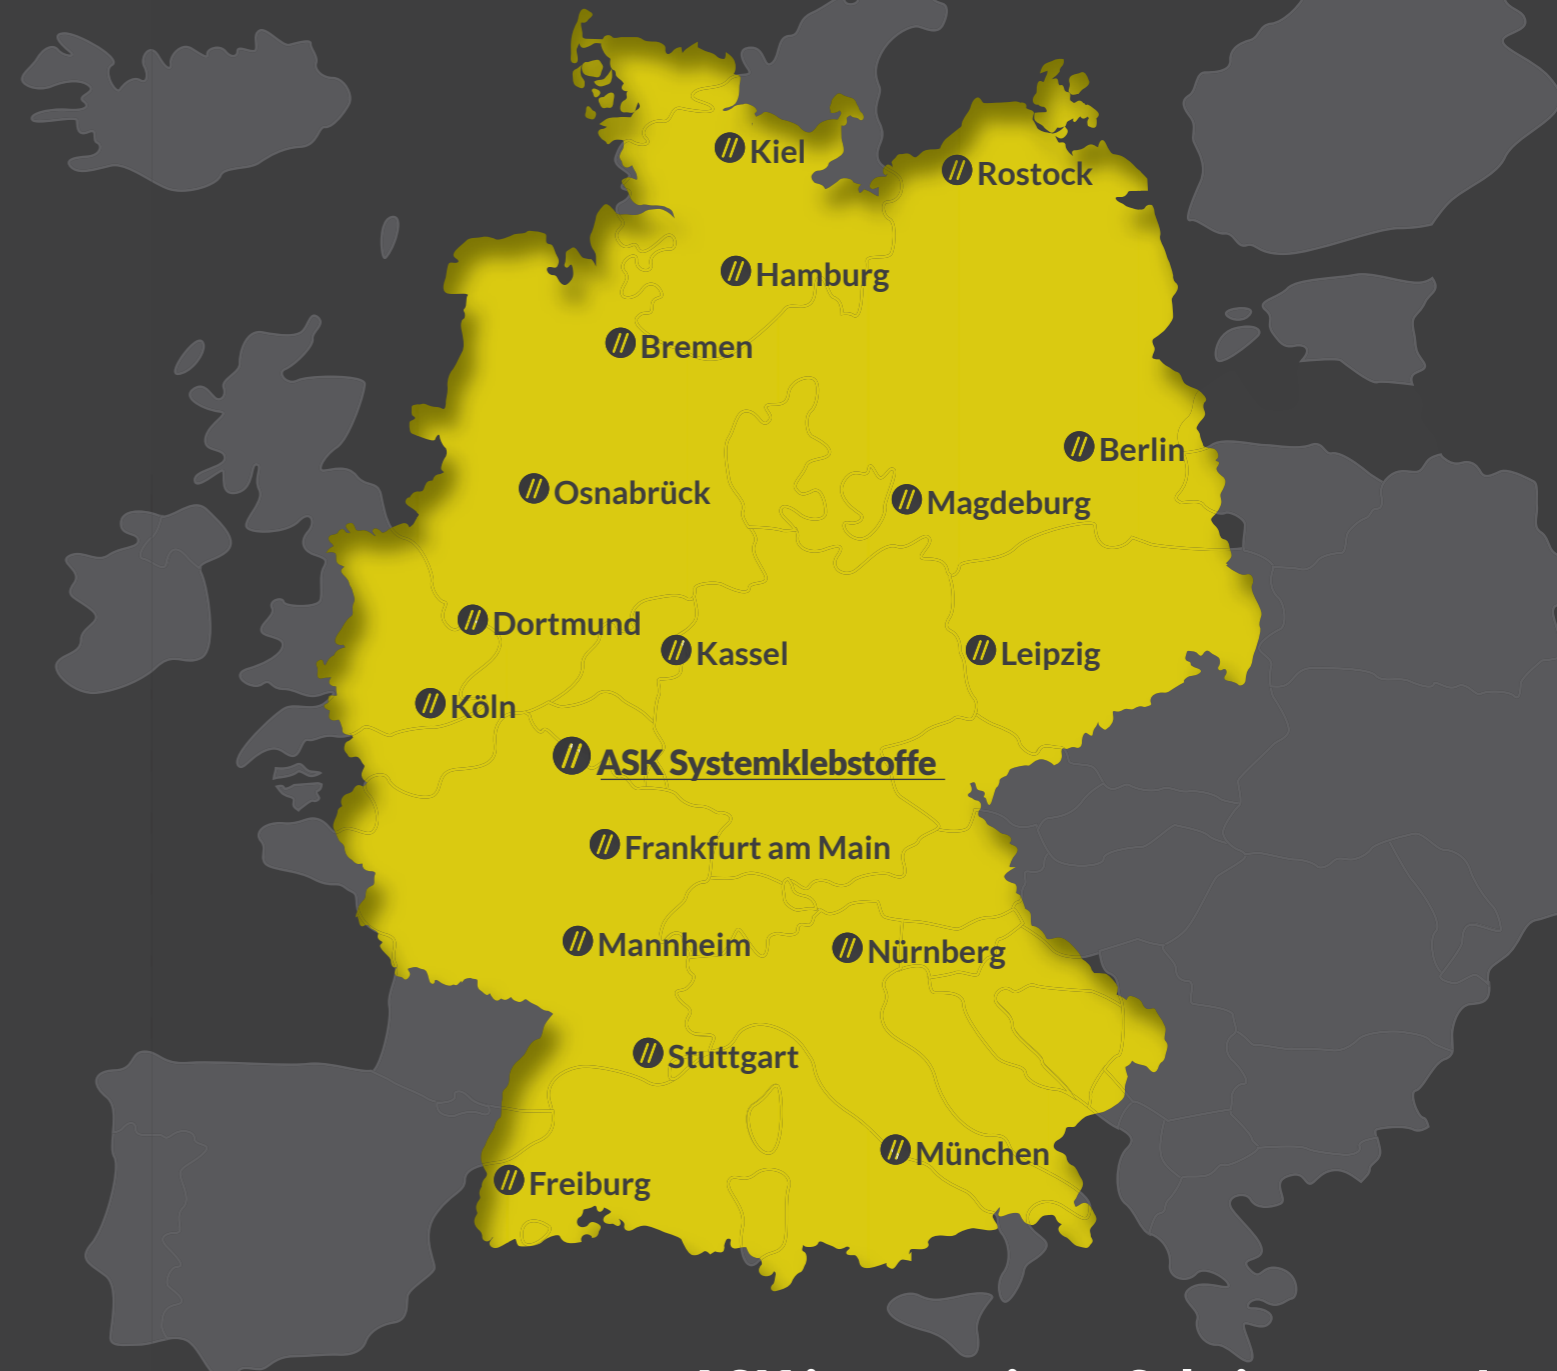 Kiel
Rostock
Hamburg
Bremen
Berlin
Osnabrück
Magdeburg
Dortmund
Kassel
Leipzig
Köln
ASK Systemklebstoffe
Frankfurt am Main
Mannheim
Nürnberg
Stuttgart
München
Freiburg